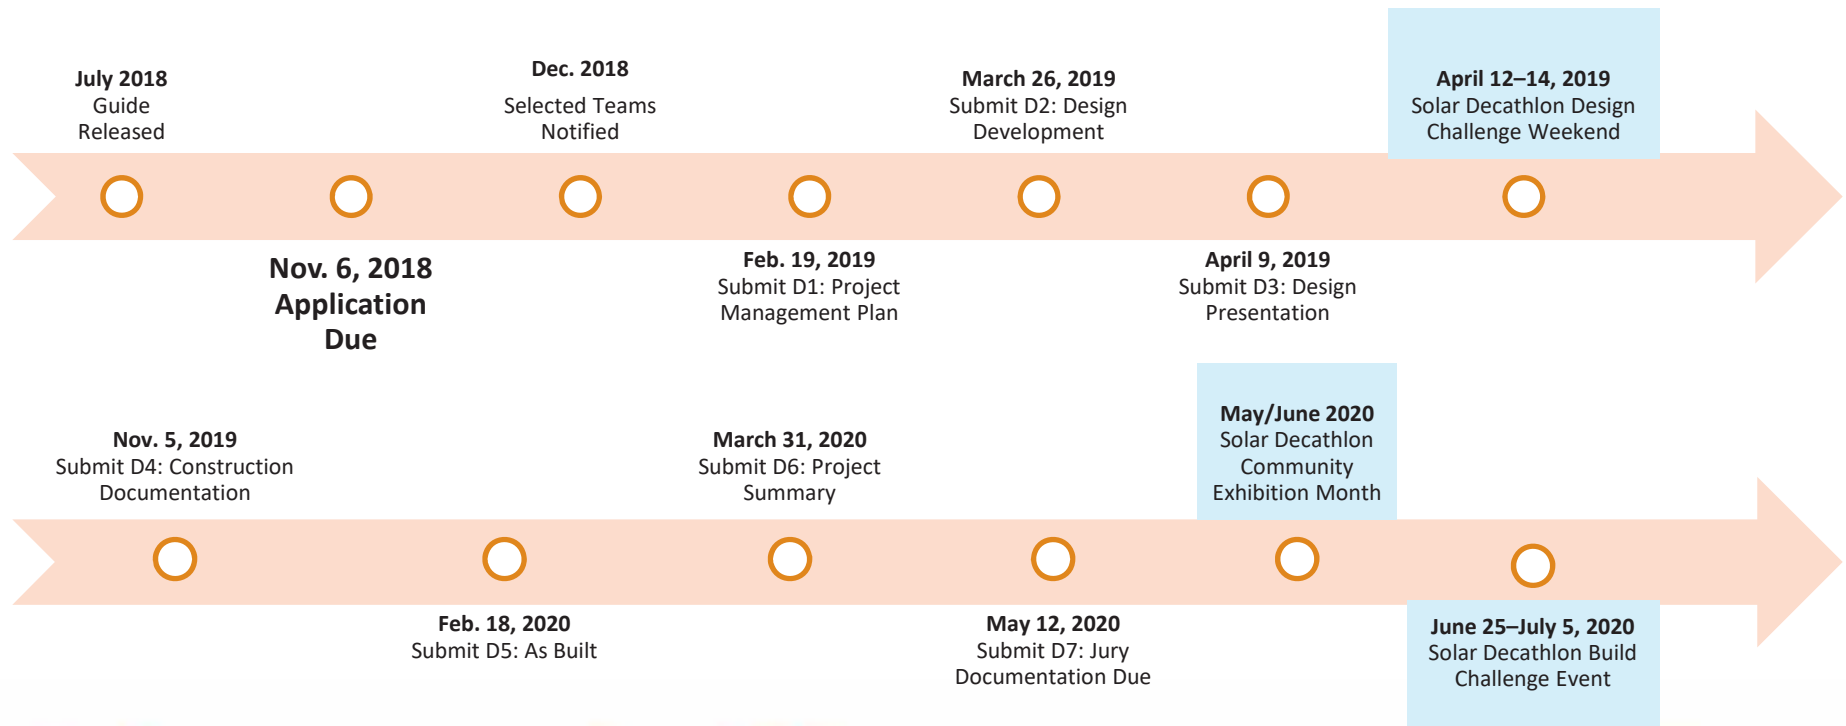 July 2018
Guide
Released
Nov. 6, 2018
Application
Due
Dec. 2018
Selected Teams
Notified
Feb. 19, 2019
Submit D1: Project
Management Plan
March 26, 2019
Submit D2: Design
Development
April 9, 2019
Submit D3: Design
Presentation
April 12–14, 2019
Solar Decathlon Design
Challenge Weekend
Nov. 5, 2019
Submit D4: Construction
Documentation
Feb. 18, 2020
Submit D5: As Built
March 31, 2020
Submit D6: Project
Summary
May 12, 2020
Submit D7: Jury
Documentation Due
May/June 2020
Solar Decathlon
Community
Exhibition Month
June 25–July 5, 2020
Solar Decathlon Build
Challenge Event